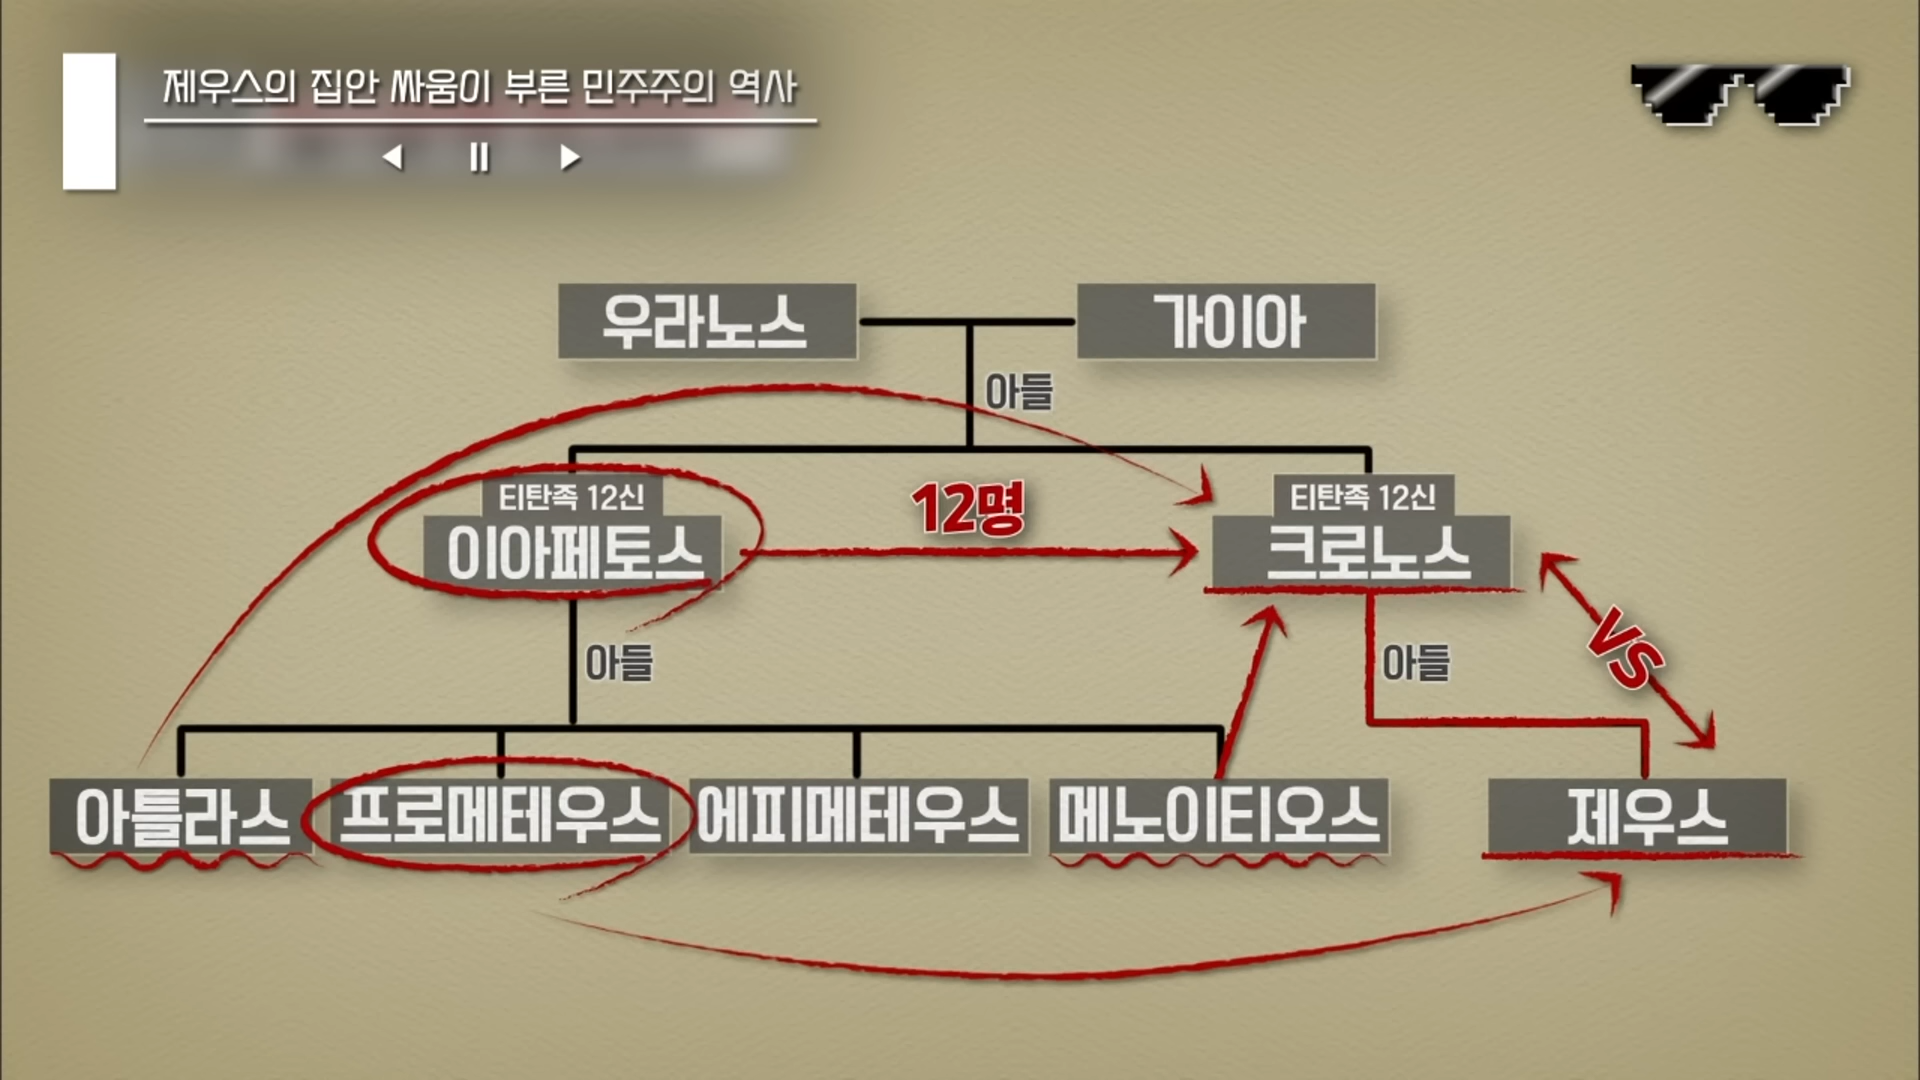 제우스의 집안 싸움이 부른 민주주의 역사
우라노스
가이아
아들
티탄족 12신
이아페토스
12명
티탄족 12신
크로노스
아들
아들
VS
아틀라스
프로메테우스
에피메테우스
메노이티오스
제우스